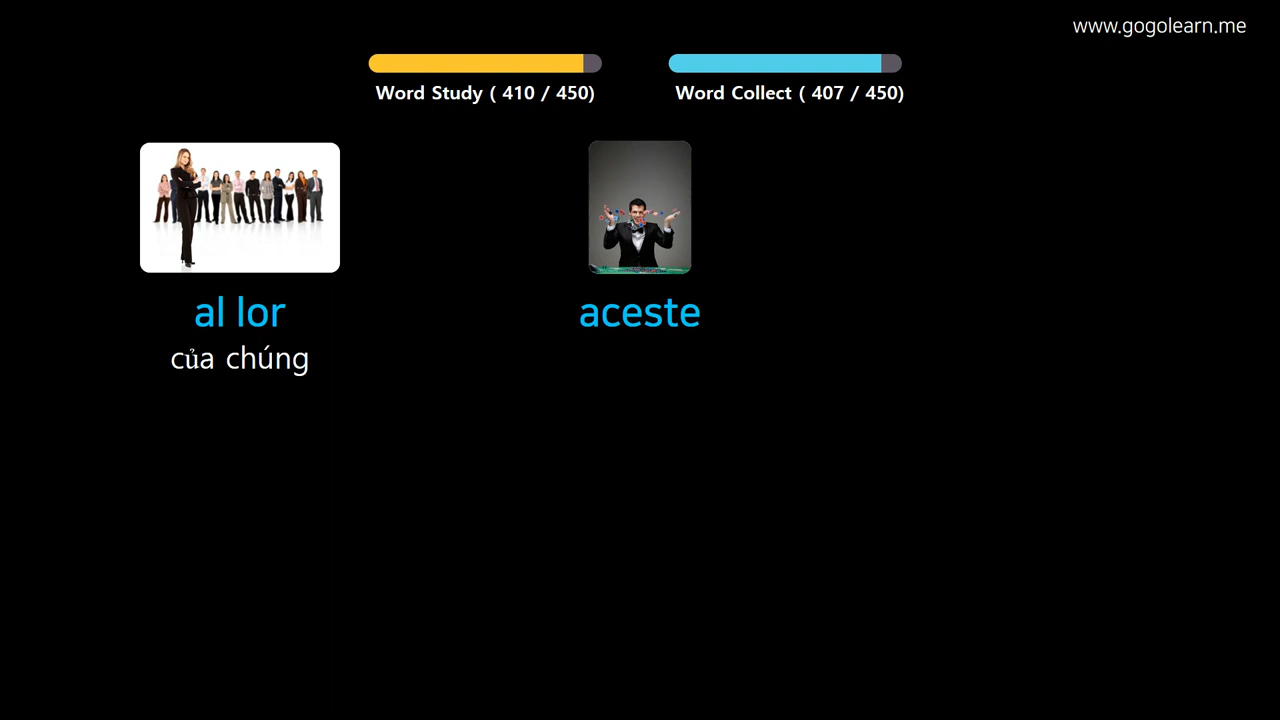 www.gogolearn.me
Word Study ( 410 / 450)
Word Collect ( 407 / 450)
al lor
aceste
của chúng